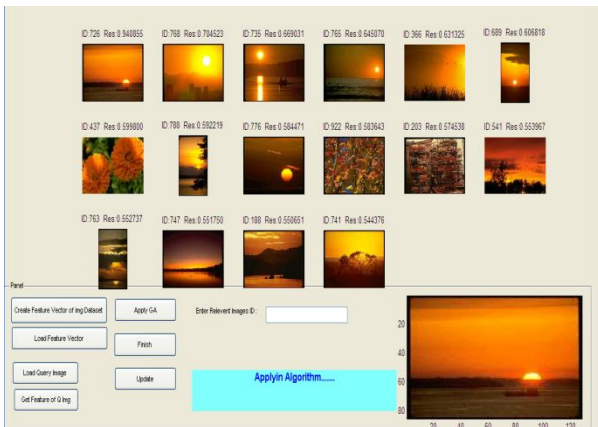 ID:726 Res:0.940855 ID:768 Res:0.704523 ID:735 Res:0.669031 ID:765 Res:0.645070 ID:366 Res:0.631325 ID:689 Res:0.606818
ID:437 Res:0.599800 ID:788 Res:0.592219 ID:776 Res:0.584471 ID:922 Res:0.583643 ID:203 Res:0.574538 ID:541 Res:0.553967
ID:763 Res:0.552737 ID:747 Res:0.551750 ID:188 Res:0.550651 ID:741 Res:0.544376
Panel
Create Feature Vector of img Dataset
Apply GA
Enter Relevent Images ID :
Load Feature Vector
Finish
Load Query Image
Update
Applyin Algorithm.......
Get Feature of Q Img
20
40
60
80
20 40 60 80 100 120